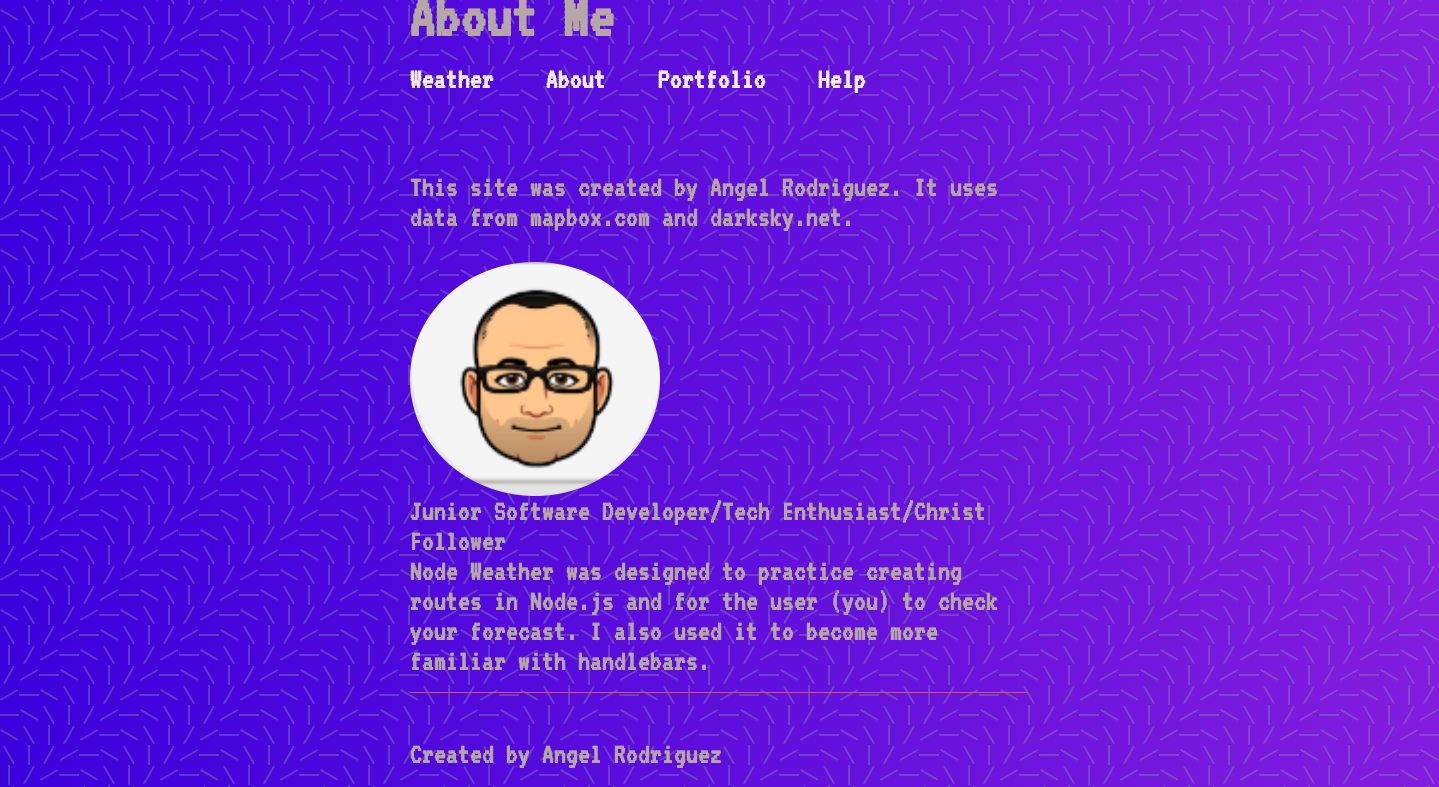 About Me
Weather About Portfolio Help
This site was created by Angel Rodriguez. It uses
data from mapbox.com and darksky.net.
Junior Software Developer/Tech Enthusiast/Christ
Follower
Node Weather was designed to practice creating
routes in Node.js and for the user (you) to check
your forecast. I also used it to become more
familiar with handlebars.
Created by Angel Rodriguez